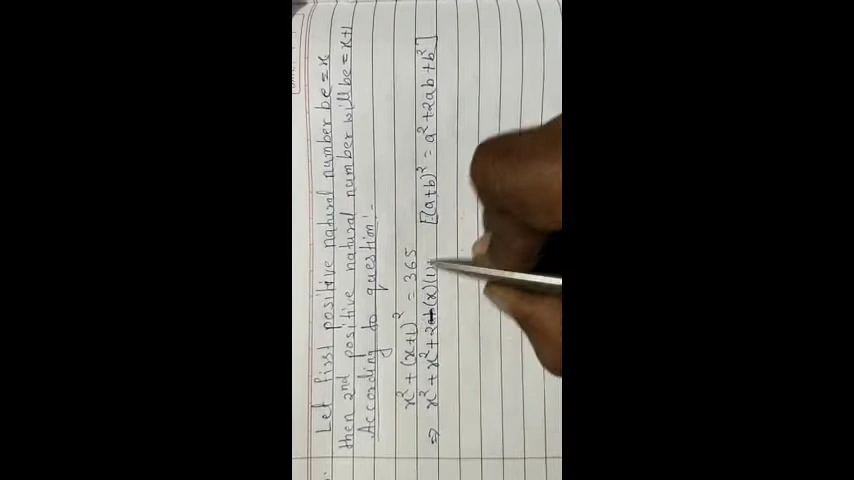 Let first positive natural number be = x
then 2nd positive natural number will be = x+1
According to question:-
x² + (x+1)² = 365
⇒ x² + x² + 2(x)(1) [(a+b)² = a² + 2ab + b²]